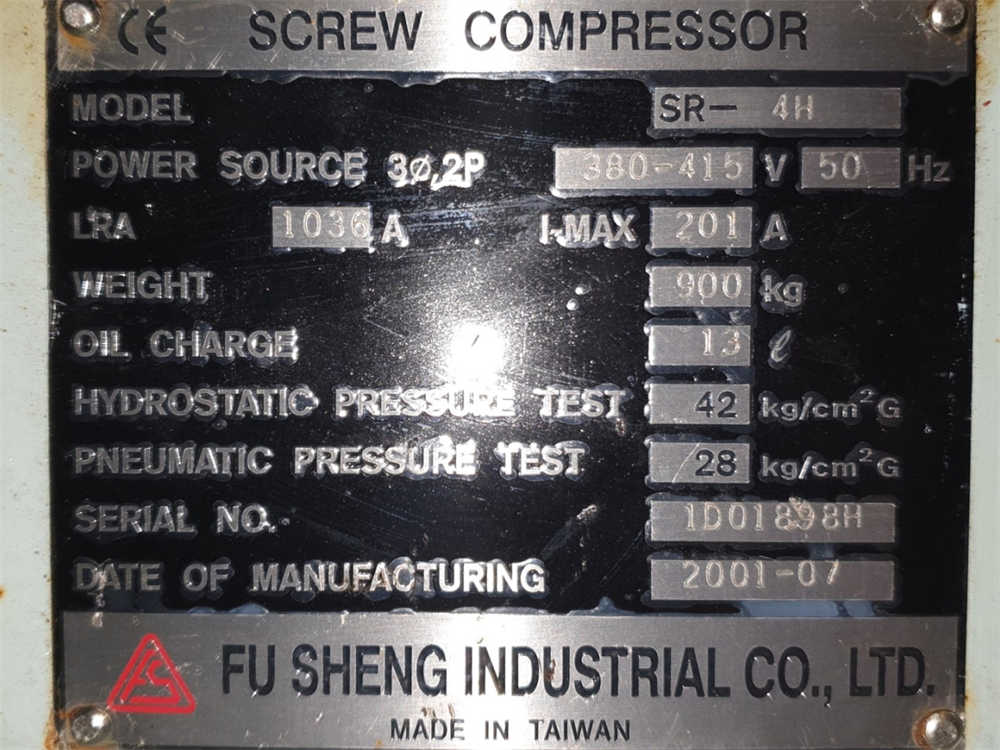 CE SCREW COMPRESSOR
MODEL SR- 4H
POWER SOURCE 3ø,2P 380-415 V 50 Hz
LRA 1036 A I-MAX 201 A
WEIGHT 900 kg
OIL CHARGE 13 ℓ
HYDROSTATIC PRESSURE TEST 42 kg/cm²G
PNEUMATIC PRESSURE TEST 28 kg/cm²G
SERIAL NO. 1D01898H
DATE OF MANUFACTURING 2001-07
FS FU SHENG INDUSTRIAL CO., LTD.
MADE IN TAIWAN